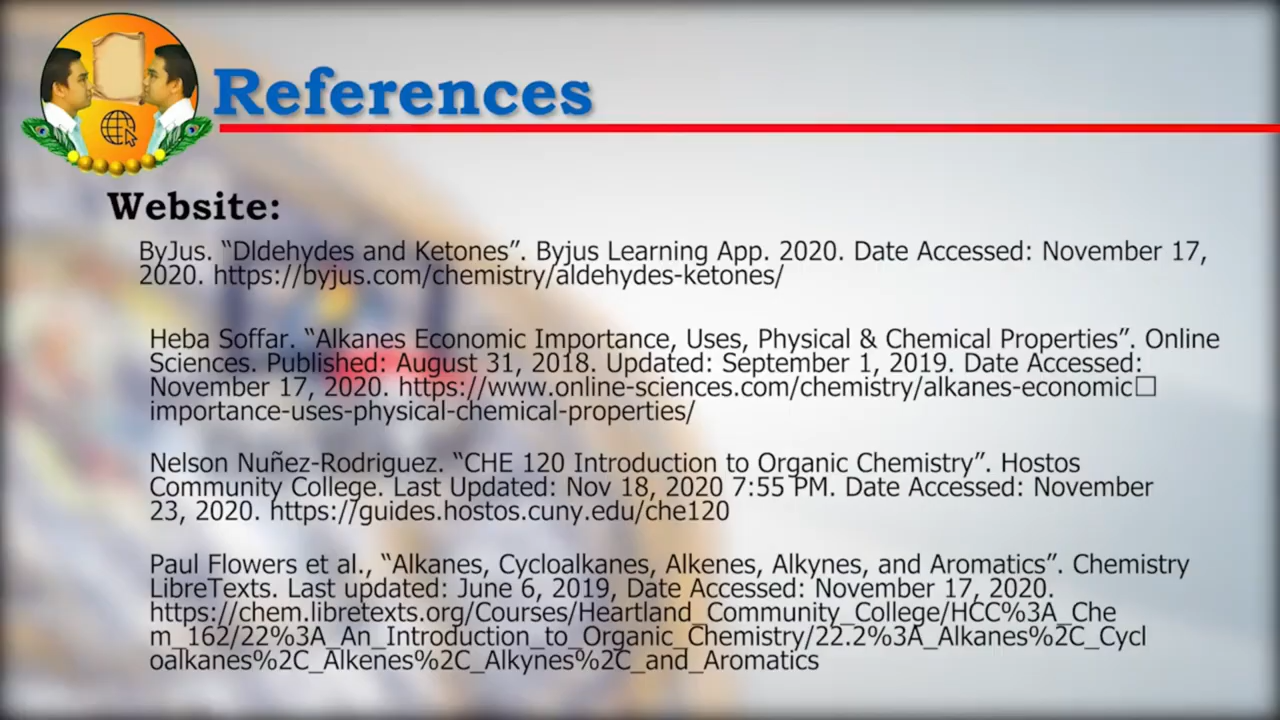 References
Website:
ByJus. “Dldehydes and Ketones”. Byjus Learning App. 2020. Date Accessed: November 17,
2020. https://byjus.com/chemistry/aldehydes-ketones/
Heba Soffar. “Alkanes Economic Importance, Uses, Physical & Chemical Properties”. Online
Sciences. Published: August 31, 2018. Updated: September 1, 2019. Date Accessed:
November 17, 2020. https://www.online-sciences.com/chemistry/alkanes-economic□
importance-uses-physical-chemical-properties/
Nelson Nuñez-Rodriguez. “CHE 120 Introduction to Organic Chemistry”. Hostos
Community College. Last Updated: Nov 18, 2020 7:55 PM. Date Accessed: November
23, 2020. https://guides.hostos.cuny.edu/che120
Paul Flowers et al., “Alkanes, Cycloalkanes, Alkenes, Alkynes, and Aromatics”. Chemistry
LibreTexts. Last updated: June 6, 2019, Date Accessed: November 17, 2020.
https://chem.libretexts.org/Courses/Heartland_Community_College/HCC%3A_Che
m_162/22%3A_An_Introduction_to_Organic_Chemistry/22.2%3A_Alkanes%2C_Cycl
oalkanes%2C_Alkenes%2C_Alkynes%2C_and_Aromatics